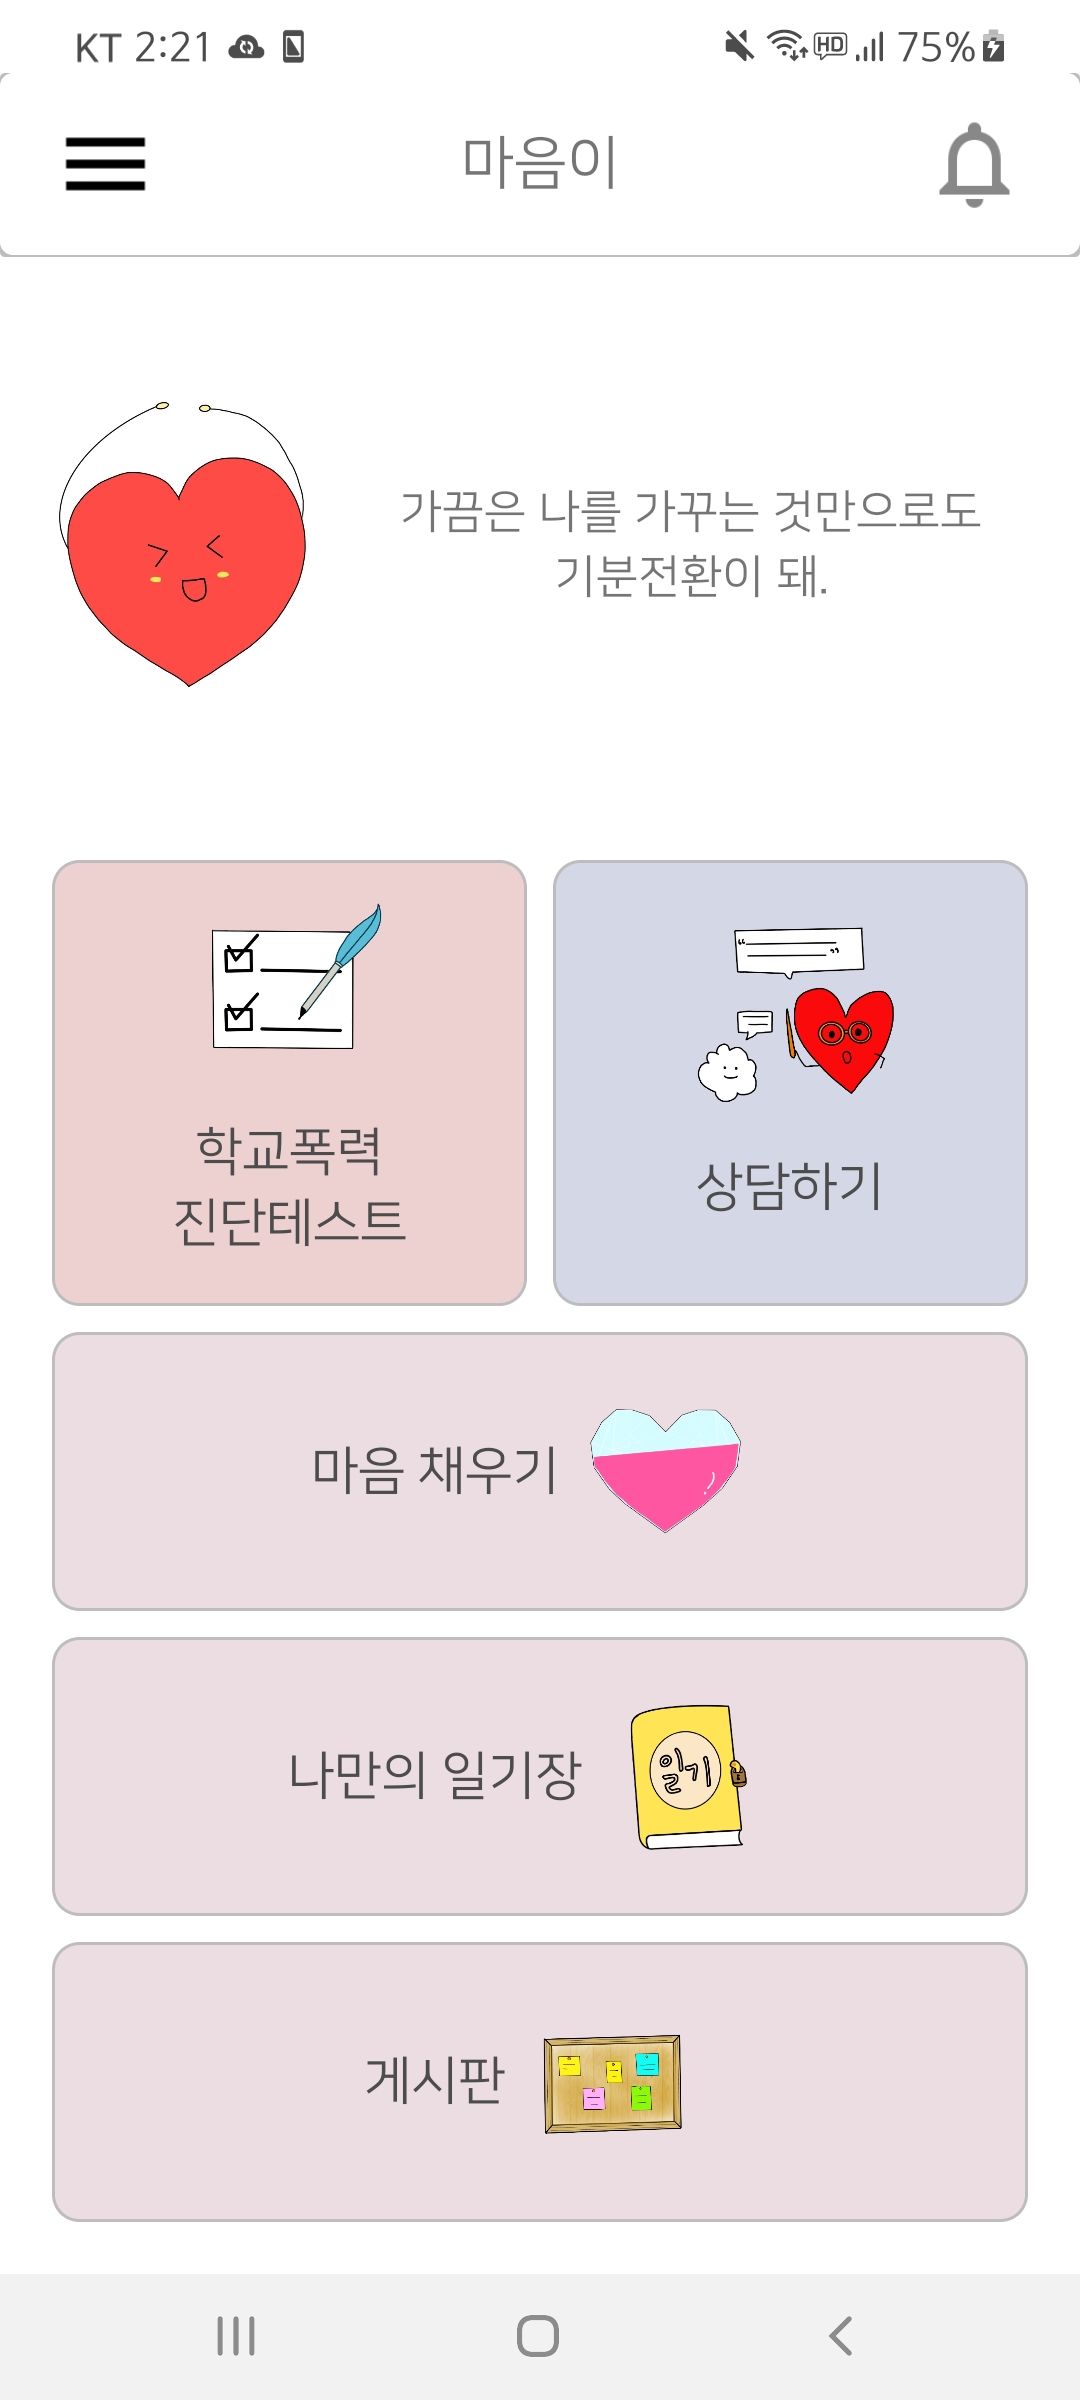 KT 2:21
HD 75%
마음이
가끔은 나를 가꾸는 것만으로도
기분전환이 돼.
학교폭력
진단테스트
상담하기
마음 채우기
나만의 일기장
일기
게시판